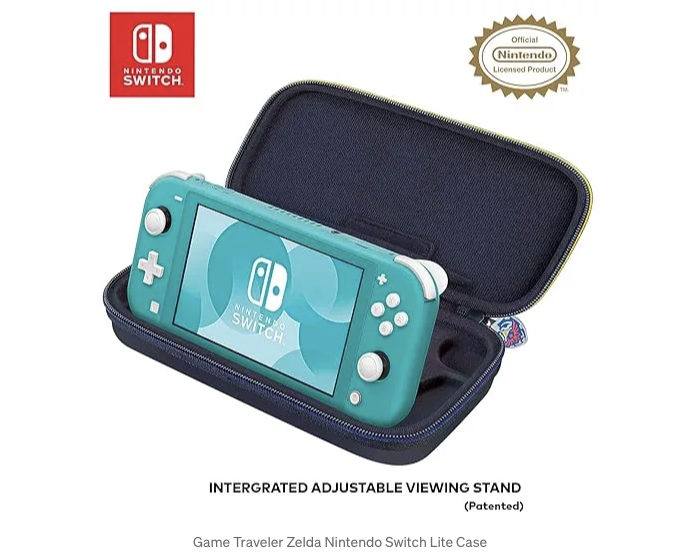 NINTENDO
SWITCH.
Official
Nintendo
Licensed Product
TM
NINTENDO
SWITCH.
INTERGRATED ADJUSTABLE VIEWING STAND
(Patented)
Game Traveler Zelda Nintendo Switch Lite Case